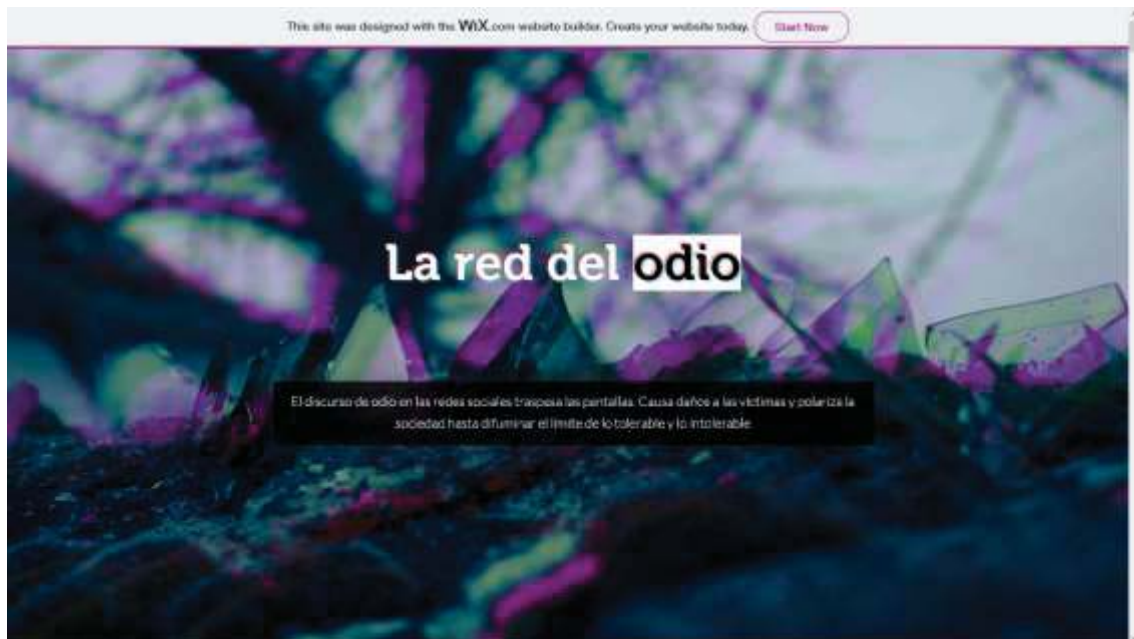 This site was designed with the WiX.com website builder. Create your website today. Start Now
La red del odio
El discurso de odio en las redes sociales traspasa las pantallas. Causa daños a las víctimas y polariza la
sociedad hasta difuminar el límite de lo tolerable y lo intolerable